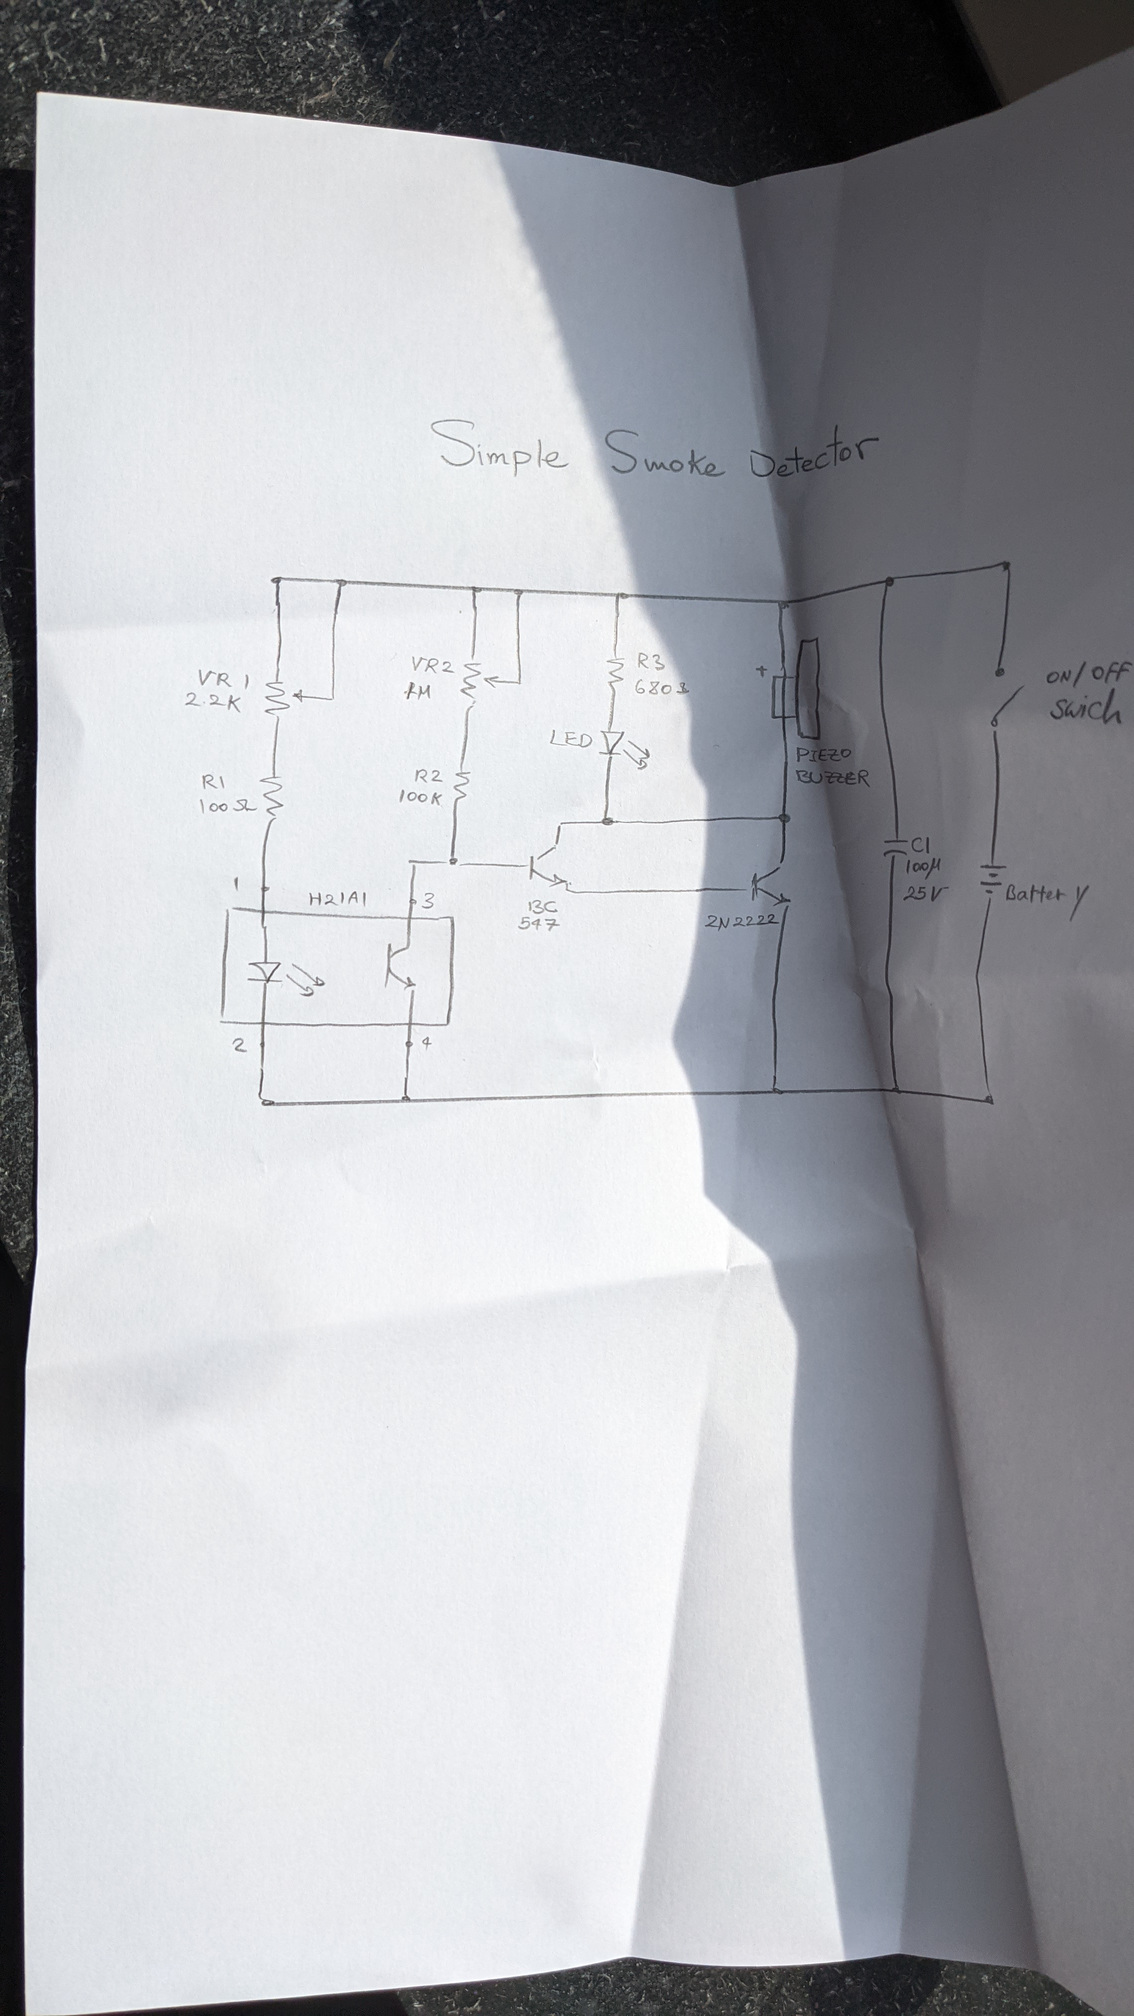 Simple Smoke Detector
VR1
2.2K
VR2
1M
R3
680Ω
+
ON/OFF
Swich
LED
PIEZO
BUZZER
R1
100Ω
R2
100K
C1
100μ
25V
Battery
1
H21A1
3
BC
547
2N2222
2
4